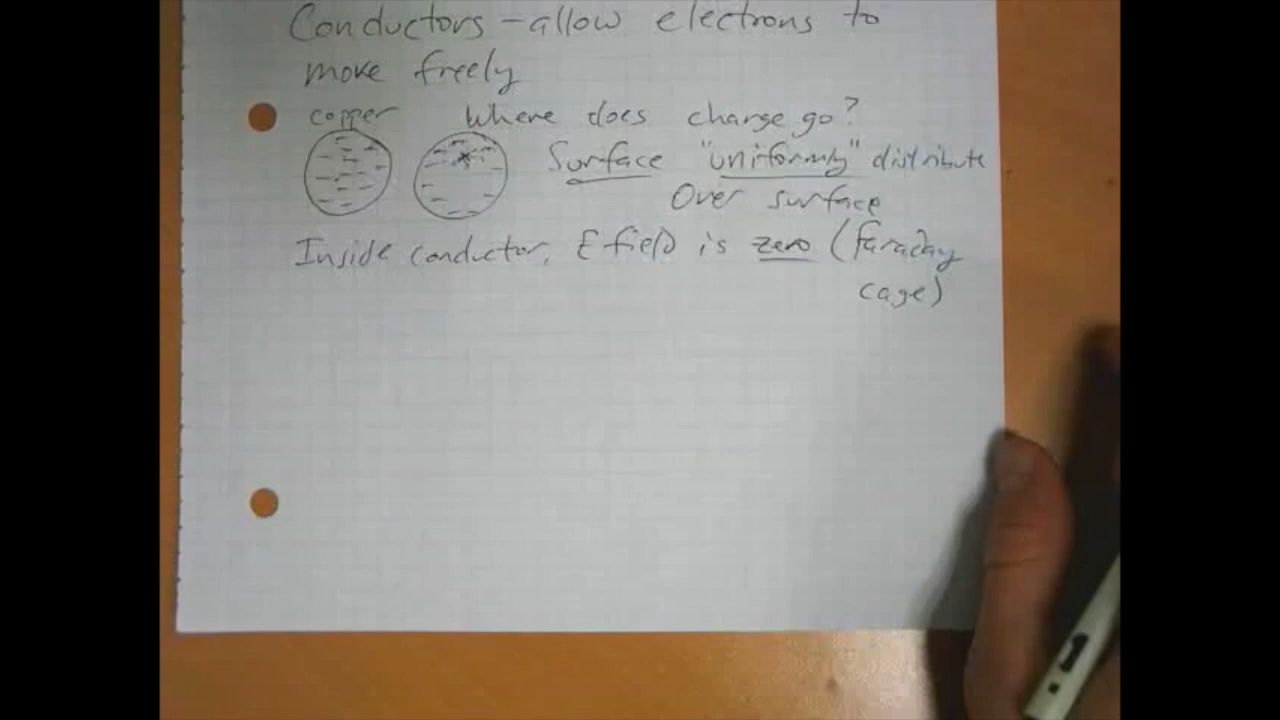 Conductors - allow electrons to
move freely
copper Where does charge go?
Surface "uniformly" distribute
Over surface
Inside conductor, E field is zero (faraday
cage)